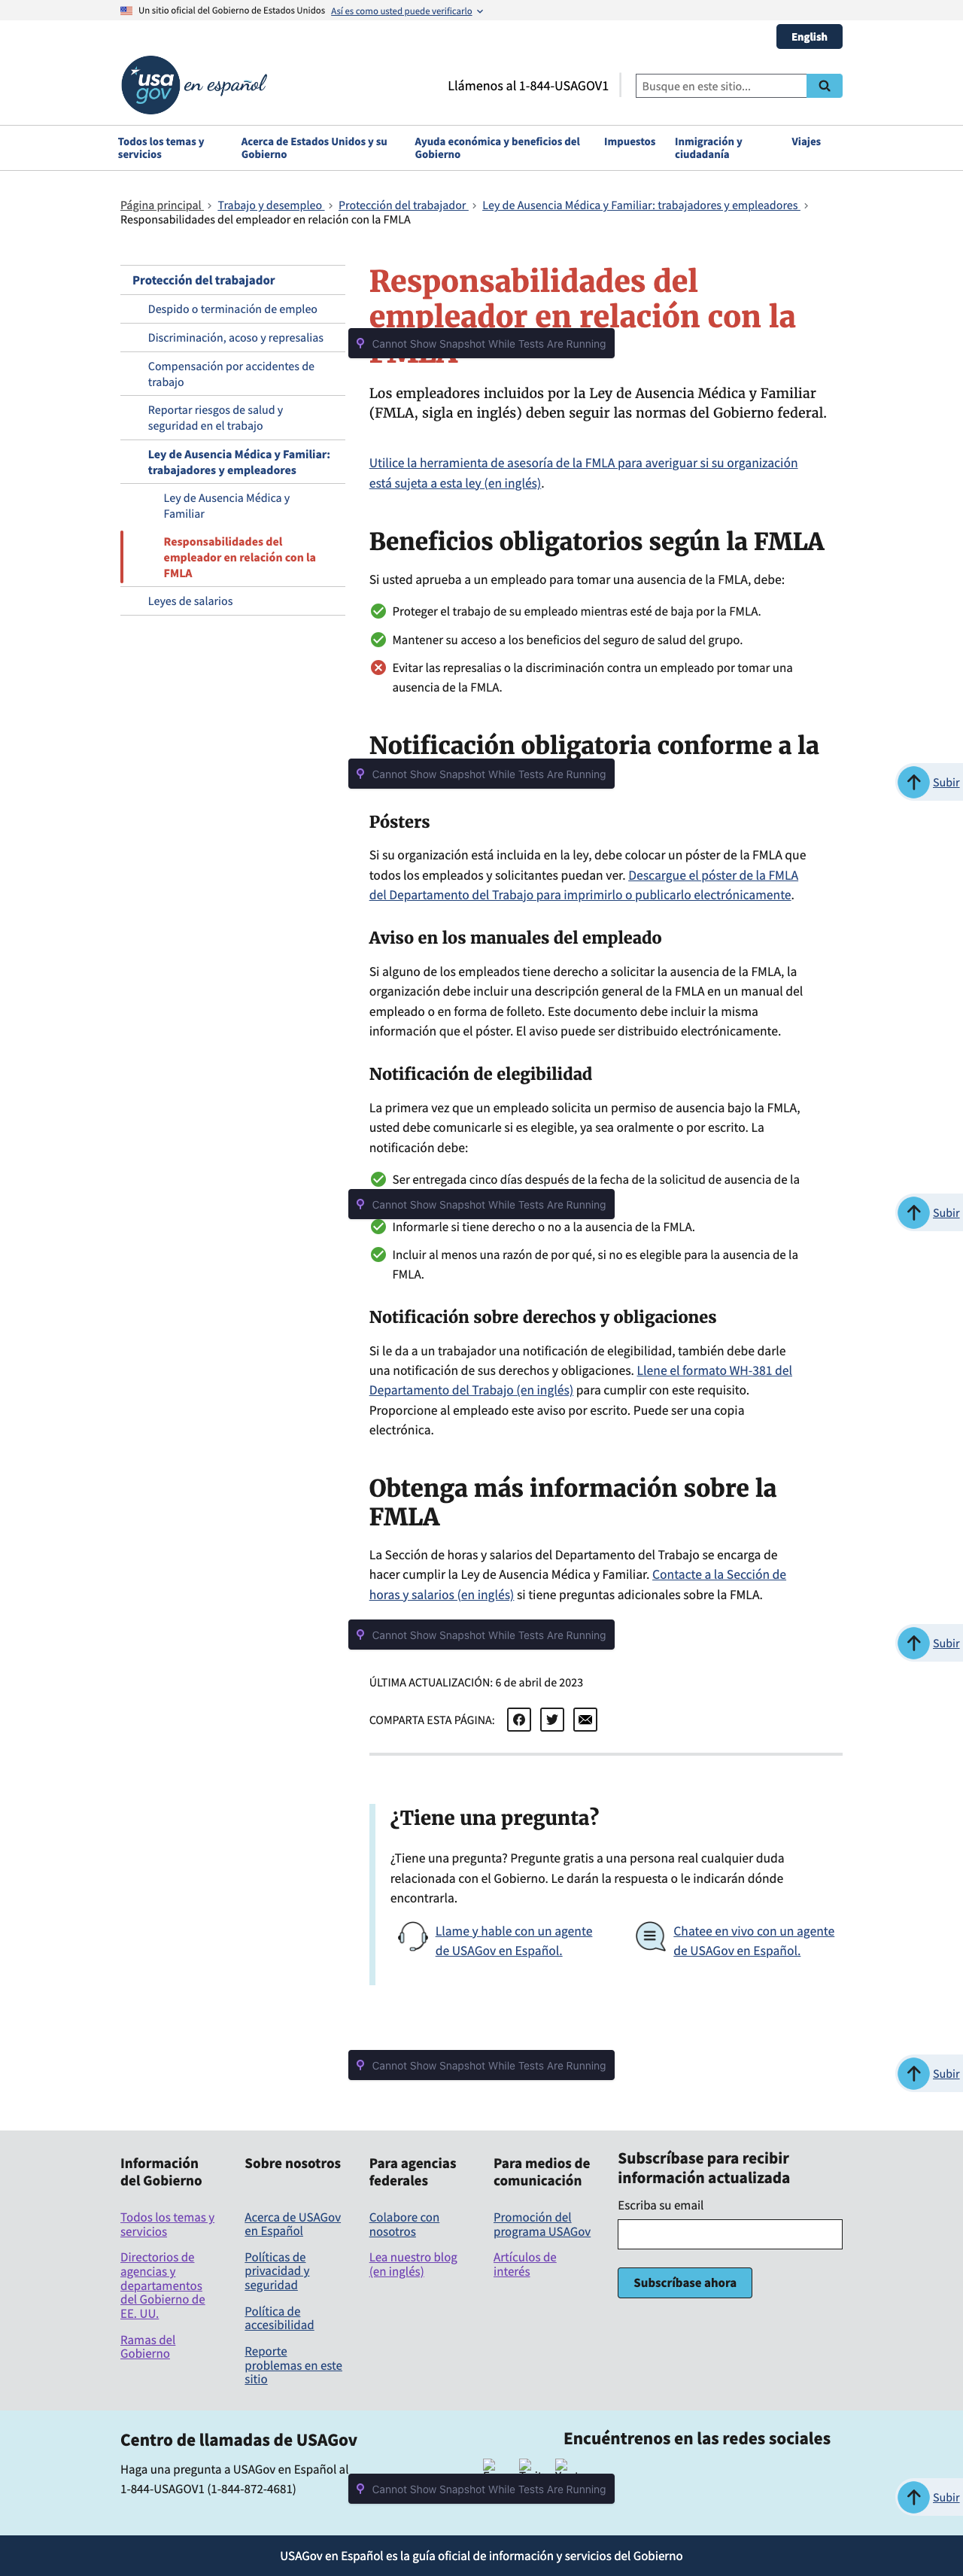 Un sitio oficial del Gobierno de Estados Unidos Así es como usted puede verificarlo
English
usa gov en español
Llámenos al 1-844-USAGOV1
Busque en este sitio...
Todos los temas y servicios
Acerca de Estados Unidos y su Gobierno
Ayuda económica y beneficios del Gobierno
Impuestos
Inmigración y ciudadanía
Viajes
Página principal › Trabajo y desempleo › Protección del trabajador › Ley de Ausencia Médica y Familiar: trabajadores y empleadores ›
Responsabilidades del empleador en relación con la FMLA
Protección del trabajador
Despido o terminación de empleo
Discriminación, acoso y represalias
Compensación por accidentes de
trabajo
Reportar riesgos de salud y
seguridad en el trabajo
Ley de Ausencia Médica y Familiar:
trabajadores y empleadores
Ley de Ausencia Médica y
Familiar
Responsabilidades del
empleador en relación con la
FMLA
Leyes de salarios
Responsabilidades del
empleador en relación con la
FMLA
Cannot Show Snapshot While Tests Are Running
Los empleadores incluidos por la Ley de Ausencia Médica y Familiar
(FMLA, sigla en inglés) deben seguir las normas del Gobierno federal.
Utilice la herramienta de asesoría de la FMLA para averiguar si su organización
está sujeta a esta ley (en inglés).
Beneficios obligatorios según la FMLA
Si usted aprueba a un empleado para tomar una ausencia de la FMLA, debe:
Proteger el trabajo de su empleado mientras esté de baja por la FMLA.
Mantener su acceso a los beneficios del seguro de salud del grupo.
Evitar las represalias o la discriminación contra un empleado por tomar una
ausencia de la FMLA.
Notificación obligatoria conforme a la
Cannot Show Snapshot While Tests Are Running
Subir
Pósters
Si su organización está incluida en la ley, debe colocar un póster de la FMLA que
todos los empleados y solicitantes puedan ver. Descargue el póster de la FMLA
del Departamento del Trabajo para imprimirlo o publicarlo electrónicamente.
Aviso en los manuales del empleado
Si alguno de los empleados tiene derecho a solicitar la ausencia de la FMLA, la
organización debe incluir una descripción general de la FMLA en un manual del
empleado o en forma de folleto. Este documento debe incluir la misma
información que el póster. El aviso puede ser distribuido electrónicamente.
Notificación de elegibilidad
La primera vez que un empleado solicita un permiso de ausencia bajo la FMLA,
usted debe comunicarle si es elegible, ya sea oralmente o por escrito. La
notificación debe:
Ser entregada cinco días después de la fecha de la solicitud de ausencia de la
Cannot Show Snapshot While Tests Are Running
Subir
Informarle si tiene derecho o no a la ausencia de la FMLA.
Incluir al menos una razón de por qué, si no es elegible para la ausencia de la
FMLA.
Notificación sobre derechos y obligaciones
Si le da a un trabajador una notificación de elegibilidad, también debe darle
una notificación de sus derechos y obligaciones. Llene el formato WH-381 del
Departamento del Trabajo (en inglés) para cumplir con este requisito.
Proporcione al empleado este aviso por escrito. Puede ser una copia
electrónica.
Obtenga más información sobre la
FMLA
La Sección de horas y salarios del Departamento del Trabajo se encarga de
hacer cumplir la Ley de Ausencia Médica y Familiar. Contacte a la Sección de
horas y salarios (en inglés) si tiene preguntas adicionales sobre la FMLA.
Cannot Show Snapshot While Tests Are Running
Subir
ÚLTIMA ACTUALIZACIÓN: 6 de abril de 2023
COMPARTA ESTA PÁGINA:
¿Tiene una pregunta?
¿Tiene una pregunta? Pregunte gratis a una persona real cualquier duda
relacionada con el Gobierno. Le darán la respuesta o le indicarán dónde
encontrarla.
Llame y hable con un agente
de USAGov en Español.
Chatee en vivo con un agente
de USAGov en Español.
Cannot Show Snapshot While Tests Are Running
Subir
Información
del Gobierno
Todos los temas y
servicios
Directorios de
agencias y
departamentos
del Gobierno de
EE. UU.
Ramas del
Gobierno
Sobre nosotros
Acerca de USAGov
en Español
Políticas de
privacidad y
seguridad
Política de
accesibilidad
Reporte
problemas en este
sitio
Para agencias
federales
Colabore con
nosotros
Lea nuestro blog
(en inglés)
Para medios de
comunicación
Promoción del
programa USAGov
Artículos de
interés
Subscríbase para recibir
información actualizada
Escriba su email
Subscríbase ahora
Centro de llamadas de USAGov
Haga una pregunta a USAGov en Español al
1-844-USAGOV1 (1-844-872-4681)
Encuéntrenos en las redes sociales
Cannot Show Snapshot While Tests Are Running
Subir
USAGov en Español es la guía oficial de información y servicios del Gobierno